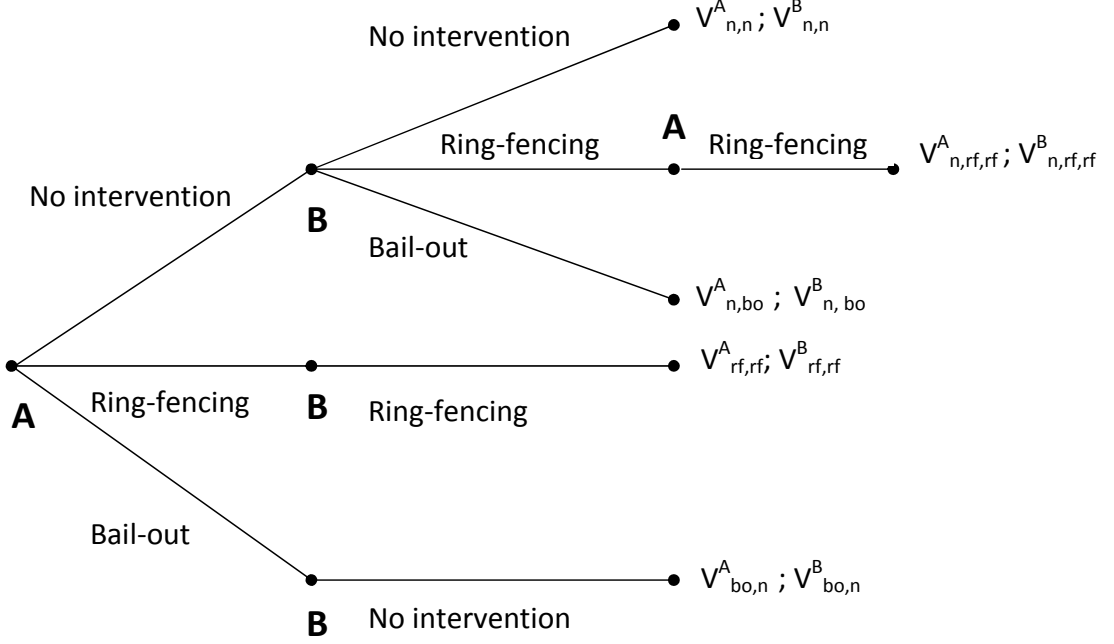 V^A_n,n ; V^B_n,n
No intervention
A
Ring-fencing
Ring-fencing
V^A_n,rf,rf ; V^B_n,rf,rf
No intervention
B
Bail-out
V^A_n,bo ; V^B_n, bo
V^A_rf,rf; V^B_rf,rf
A
Ring-fencing
B
Ring-fencing
Bail-out
V^A_bo,n ; V^B_bo,n
B
No intervention